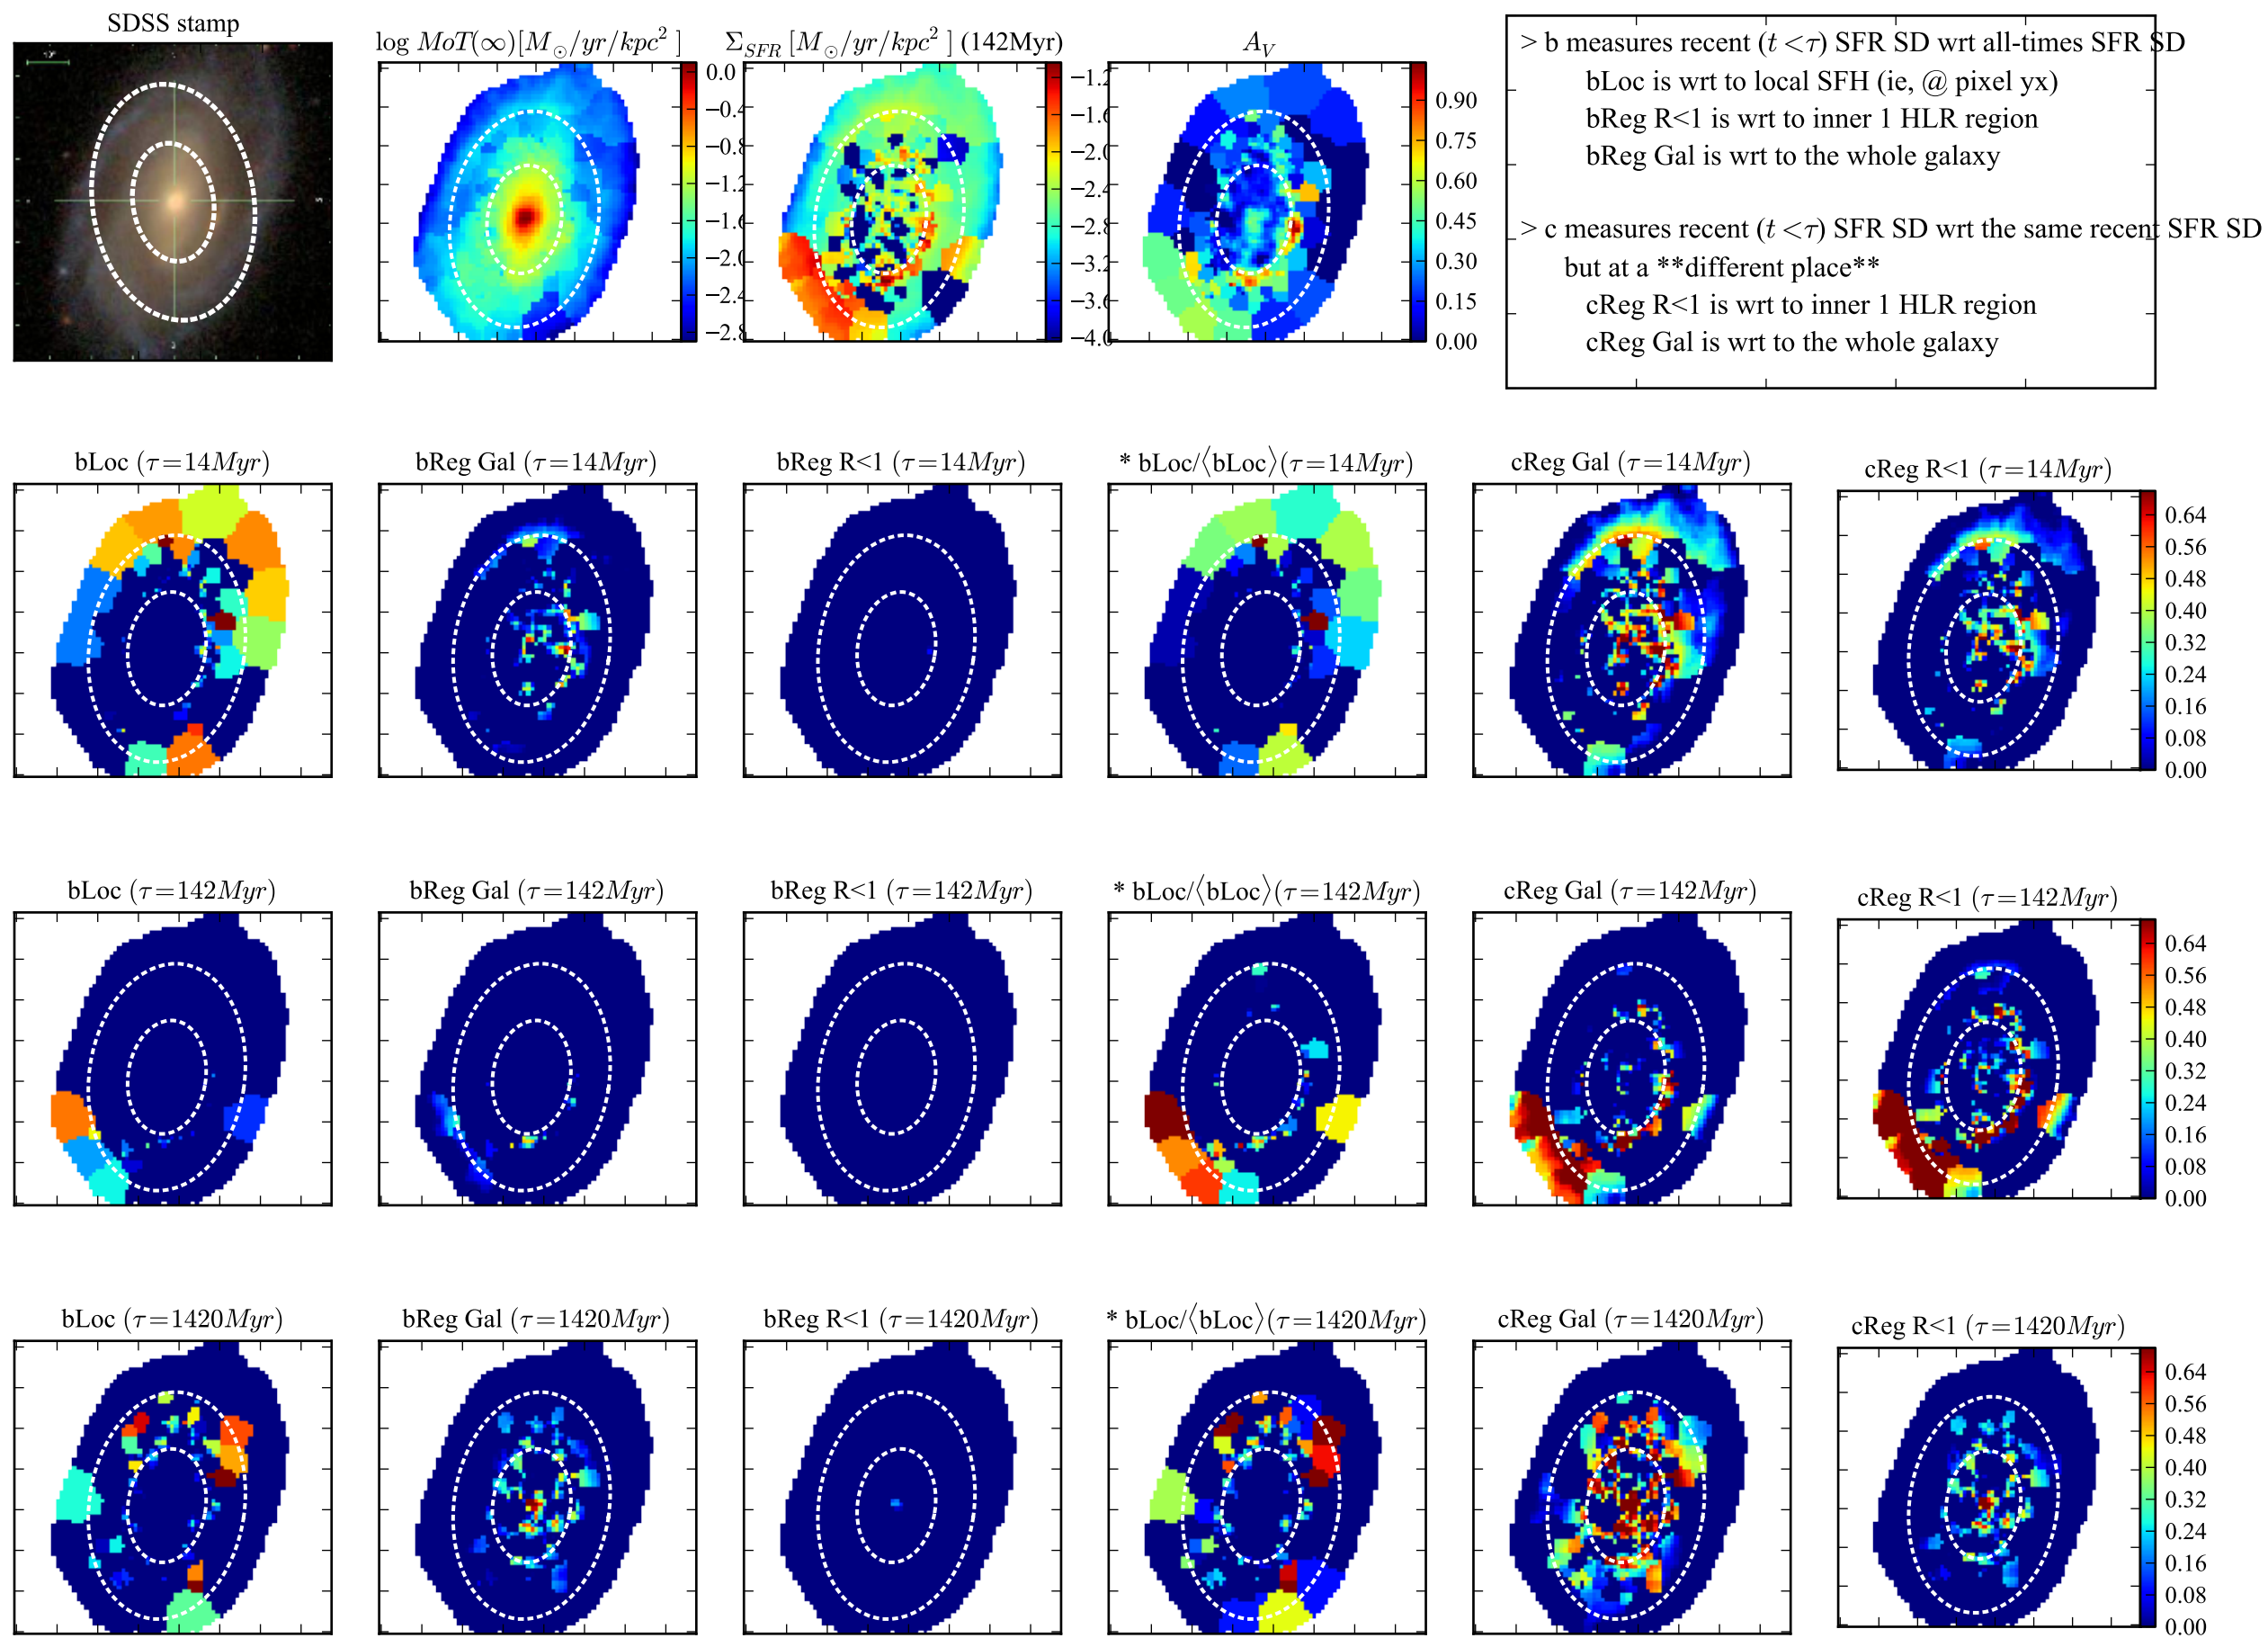 SDSS stamp
log MoT(∞)[M⊙/yr/kpc² ]
Σ_SFR [M⊙/yr/kpc² ] (142Myr)
A_V
0.0
−0.4
−0.8
−1.2
−1.6
−2.0
−2.4
−2.8
−1.2
−1.6
−2.0
−2.4
−2.8
−3.2
−3.6
−4.0
0.90
0.75
0.60
0.45
0.30
0.15
0.00
> b measures recent (t <τ) SFR SD wrt all-times SFR SD
bLoc is wrt to local SFH (ie, @ pixel yx)
bReg R<1 is wrt to inner 1 HLR region
bReg Gal is wrt to the whole galaxy
> c measures recent (t <τ) SFR SD wrt the same recent SFR SD
but at a **different place**
cReg R<1 is wrt to inner 1 HLR region
cReg Gal is wrt to the whole galaxy
bLoc (τ=14Myr)
bReg Gal (τ=14Myr)
bReg R<1 (τ=14Myr)
* bLoc/⟨bLoc⟩(τ=14Myr)
cReg Gal (τ=14Myr)
cReg R<1 (τ=14Myr)
0.64
0.56
0.48
0.40
0.32
0.24
0.16
0.08
0.00
bLoc (τ=142Myr)
bReg Gal (τ=142Myr)
bReg R<1 (τ=142Myr)
* bLoc/⟨bLoc⟩(τ=142Myr)
cReg Gal (τ=142Myr)
cReg R<1 (τ=142Myr)
0.64
0.56
0.48
0.40
0.32
0.24
0.16
0.08
0.00
bLoc (τ=1420Myr)
bReg Gal (τ=1420Myr)
bReg R<1 (τ=1420Myr)
* bLoc/⟨bLoc⟩(τ=1420Myr)
cReg Gal (τ=1420Myr)
cReg R<1 (τ=1420Myr)
0.64
0.56
0.48
0.40
0.32
0.24
0.16
0.08
0.00